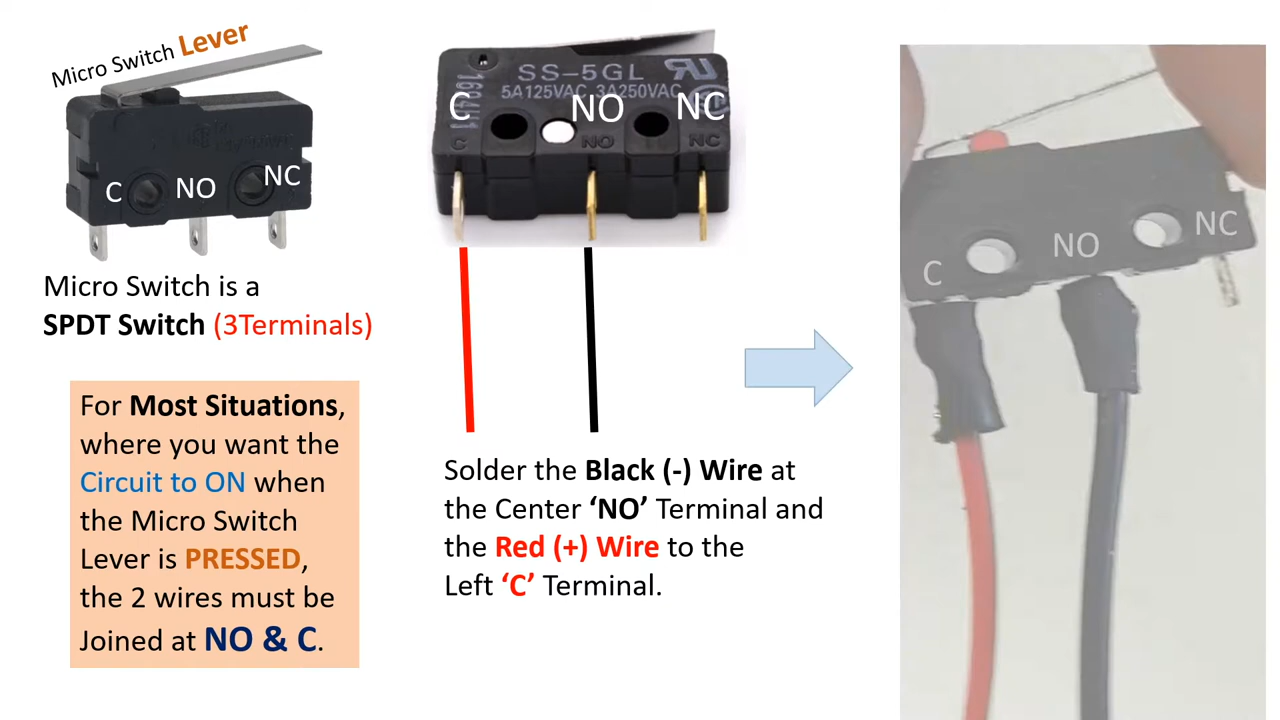 Micro Switch Lever
C NO NC
Micro Switch is a
SPDT Switch (3Terminals)
For Most Situations,
where you want the
Circuit to ON when
the Micro Switch
Lever is PRESSED,
the 2 wires must be
Joined at NO & C.
SS-5GL
5A125VAC 3A250VAC
C NO NC
C NO NC
Solder the Black (-) Wire at
the Center ‘NO’ Terminal and
the Red (+) Wire to the
Left ‘C’ Terminal.
C NO NC